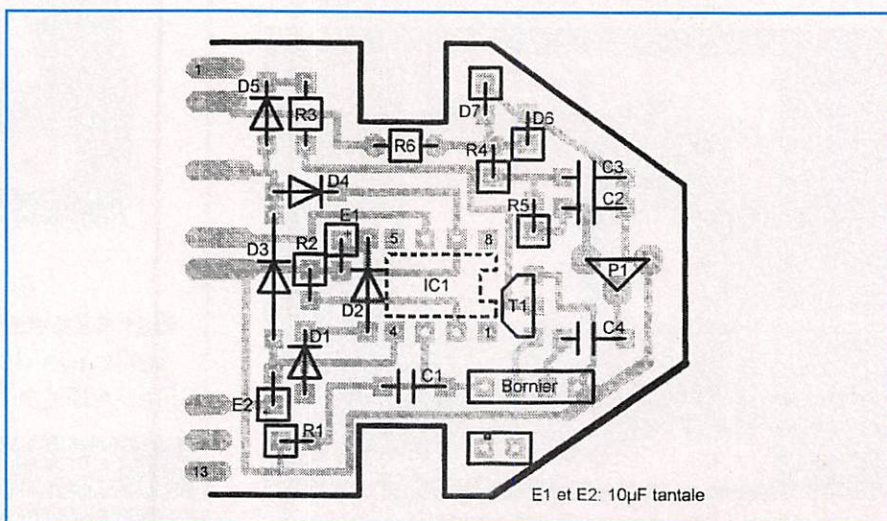 1
D5
R3
D7
D6
R6
R4
C3
D4
R5
C2
E1
+
5
8
D3
R2
P1
IC1
D2
T1
4
1
C4
D1
C1
Bornier
E2
R1
13
E1 et E2: 10µF tantale